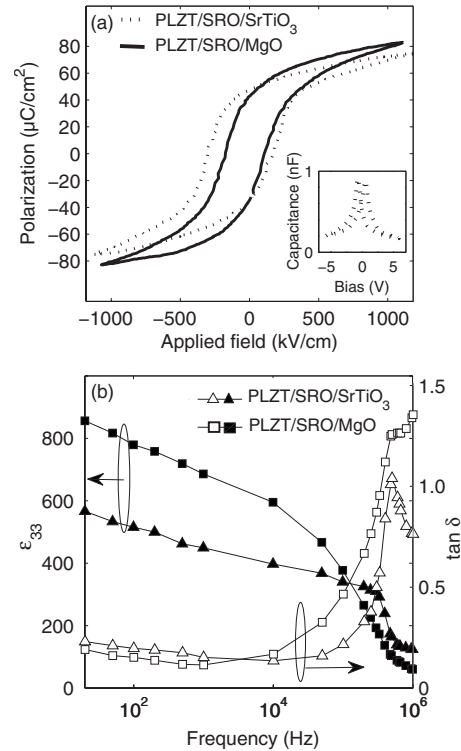 (a)
PLZT/SRO/SrTiO3
PLZT/SRO/MgO
Polarization (μC/cm2)
80
60
40
20
0
−20
−40
−60
−80
−1000
−500
0
500
1000
Applied field (kV/cm)
Capacitance (nF)
1
0
−5
0
5
Bias (V)
(b)
PLZT/SRO/SrTiO3
PLZT/SRO/MgO
ε33
800
600
400
200
0
tan δ
1.5
1.0
0.5
0
10^2
10^4
10^6
Frequency (Hz)